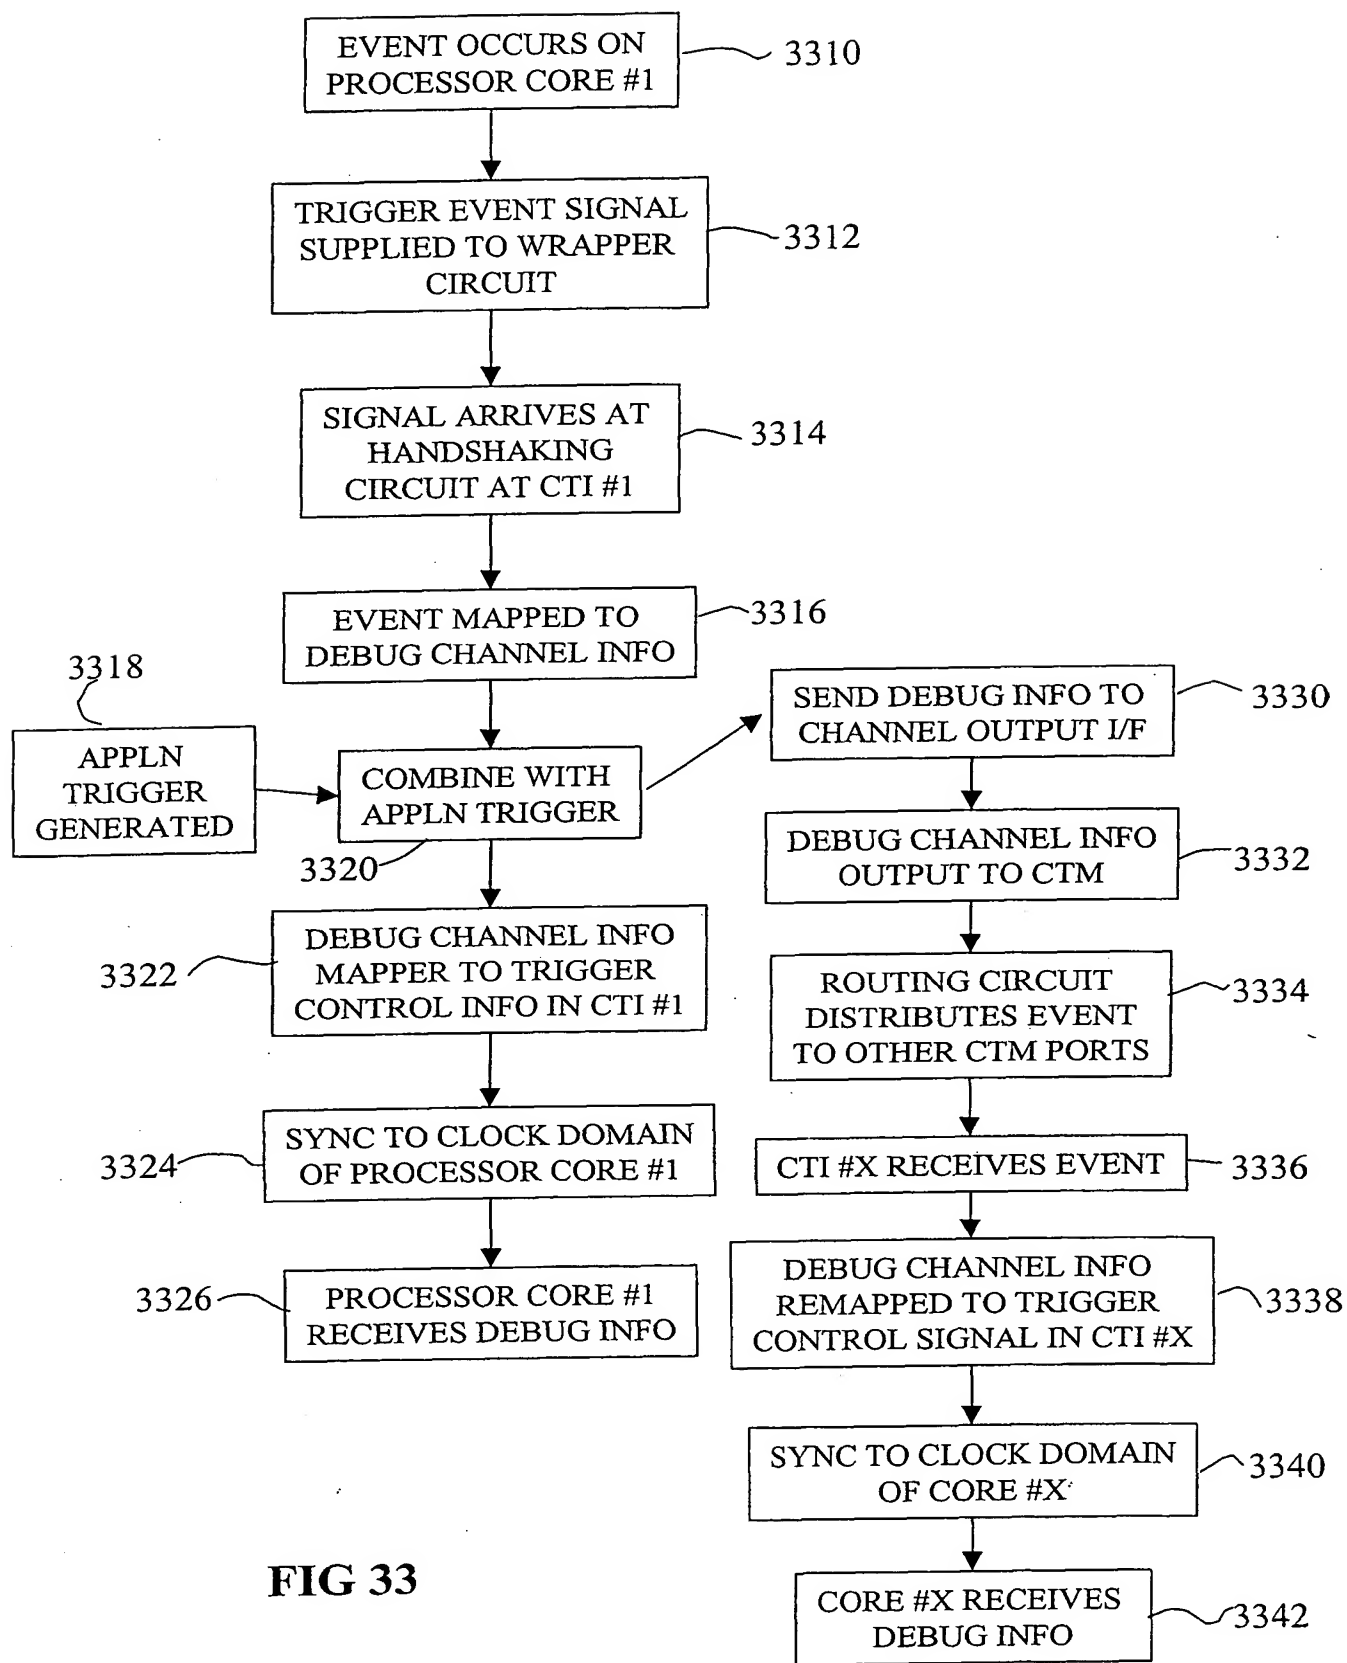 EVENT OCCURS ON
PROCESSOR CORE #1
3310
TRIGGER EVENT SIGNAL
SUPPLIED TO WRAPPER
CIRCUIT
3312
SIGNAL ARRIVES AT
HANDSHAKING
CIRCUIT AT CTI #1
3314
EVENT MAPPED TO
DEBUG CHANNEL INFO
3316
3318
APPLN
TRIGGER
GENERATED
COMBINE WITH
APPLN TRIGGER
3320
DEBUG CHANNEL INFO
MAPPER TO TRIGGER
CONTROL INFO IN CTI #1
3322
SYNC TO CLOCK DOMAIN
OF PROCESSOR CORE #1
3324
PROCESSOR CORE #1
RECEIVES DEBUG INFO
3326
SEND DEBUG INFO TO
CHANNEL OUTPUT I/F
3330
DEBUG CHANNEL INFO
OUTPUT TO CTM
3332
ROUTING CIRCUIT
DISTRIBUTES EVENT
TO OTHER CTM PORTS
3334
CTI #X RECEIVES EVENT
3336
DEBUG CHANNEL INFO
REMAPPED TO TRIGGER
CONTROL SIGNAL IN CTI #X
3338
SYNC TO CLOCK DOMAIN
OF CORE #X
3340
CORE #X RECEIVES
DEBUG INFO
3342
FIG 33